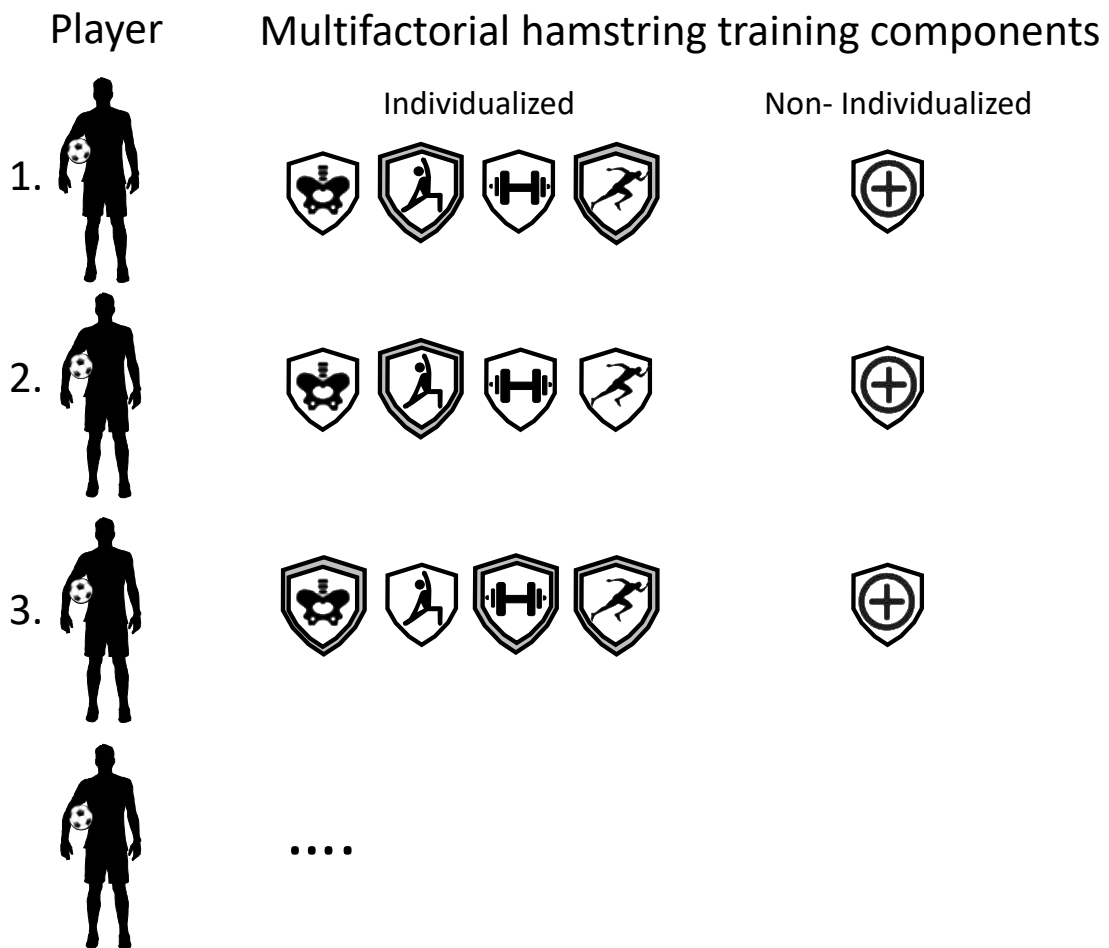 Player Multifactorial hamstring training components
Individualized Non- Individualized
1.
2.
3.
....